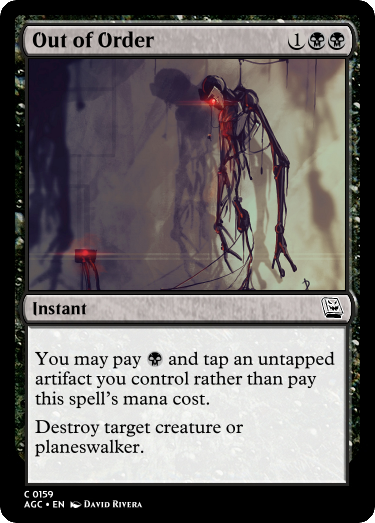 Out of Order 1
Instant
You may pay and tap an untapped
artifact you control rather than pay
this spell's mana cost.
Destroy target creature or
planeswalker.
C 0159
AGC • EN DAVID RIVERA